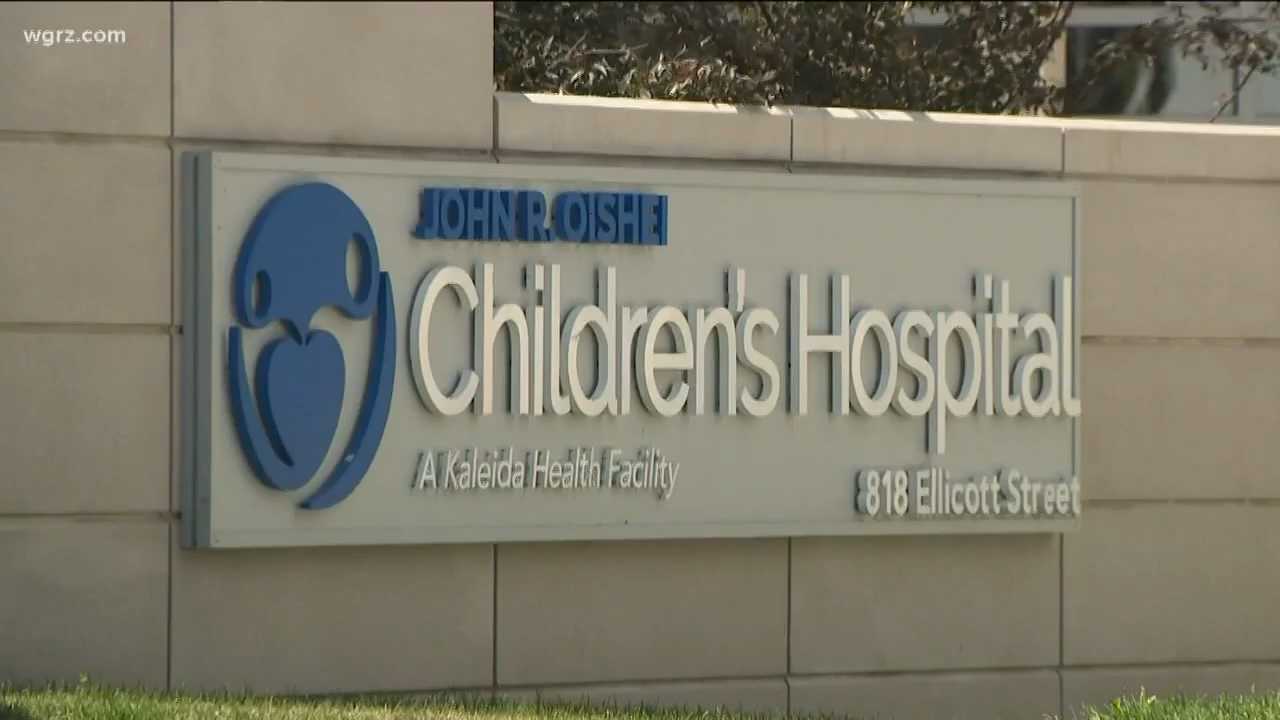 wgrz.com
JOHN R. OISHEI
Children's Hospital
A Kaleida Health Facility
818 Ellicott Street